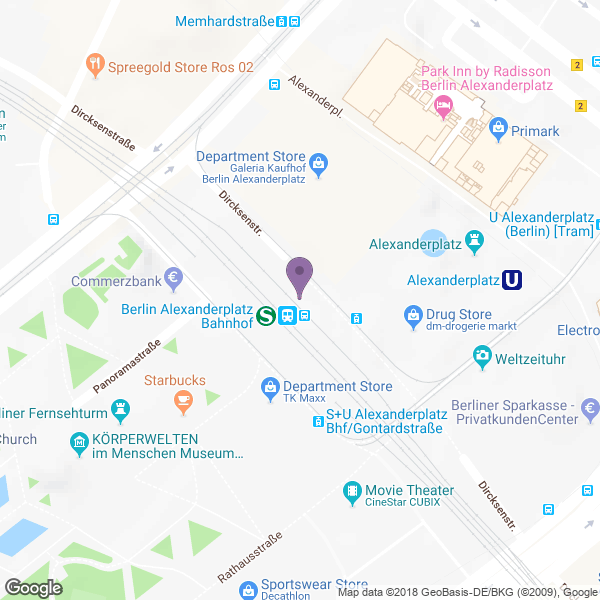 Memhardstraße
Spreegold Store Ros 02
Park Inn by Radisson
Berlin Alexanderplatz
2
2
Alexanderpl.
Dircksenstraße
Primark
Department Store
Galeria Kaufhof
Berlin Alexanderplatz
Dircksenstr.
U Alexanderplatz
(Berlin) [Tram]
Alexanderplatz
Commerzbank
€
Alexanderplatz
U
Berlin Alexanderplatz
Bahnhof
S
Drug Store
dm-drogerie markt
Electro
Panoramastraße
Weltzeituhr
Starbucks
Department Store
TK Maxx
liner Fernsehturm
Church
S+U Alexanderplatz
Bhf/Gontardstraße
Berliner Sparkasse -
PrivatkundenCenter
€
KÖRPERWELTEN
im Menschen Museum...
Movie Theater
CineStar CUBIX
Dircksenstr.
Rathausstraße
Sportswear Store
Decathlon
Google
Map data ©2018 GeoBasis-DE/BKG (©2009), Google